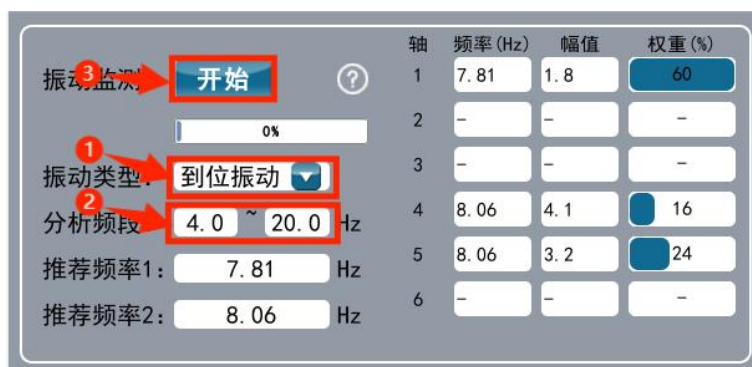 轴 频率(Hz) 幅值 权重(%)
③
振动监测 开始 ?
1 7.81 1.8 60
0%
2 - - -
①
振动类型: 到位振动
3 - - -
②
分析频段 4.0 ~ 20.0 Hz
4 8.06 4.1 16
推荐频率1: 7.81 Hz
5 8.06 3.2 24
推荐频率2: 8.06 Hz
6 - - -